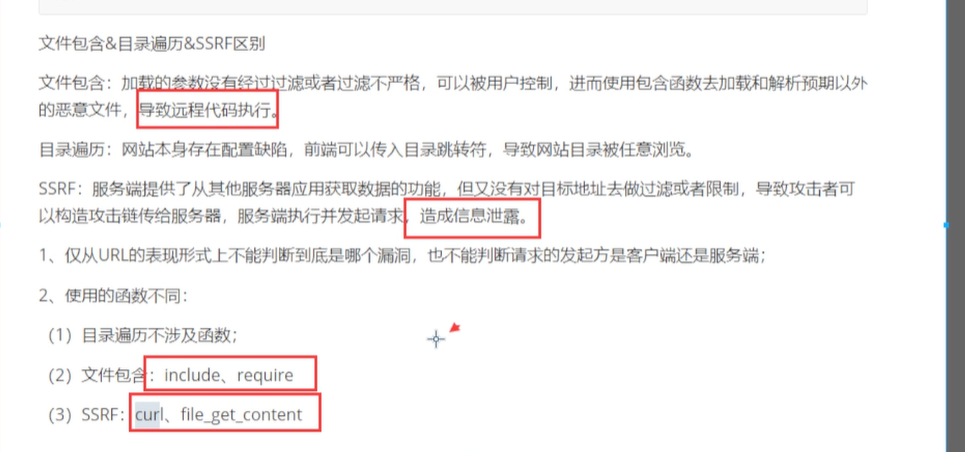 文件包含&目录遍历&SSRF区别
文件包含：加载的参数没有经过过滤或者过滤不严格，可以被用户控制，进而使用包含函数去加载和解析预期以外
的恶意文件，导致远程代码执行。
目录遍历：网站本身存在配置缺陷，前端可以传入目录跳转符，导致网站目录被任意浏览。
SSRF：服务端提供了从其他服务器应用获取数据的功能，但又没有对目标地址去做过滤或者限制，导致攻击者可
以构造攻击链传给服务器，服务端执行并发起请求，造成信息泄露。
1、仅从URL的表现形式上不能判断到底是哪个漏洞，也不能判断请求的发起方是客户端还是服务端；
2、使用的函数不同：
（1）目录遍历不涉及函数；
（2）文件包含：include、require
（3）SSRF：curl、file_get_content